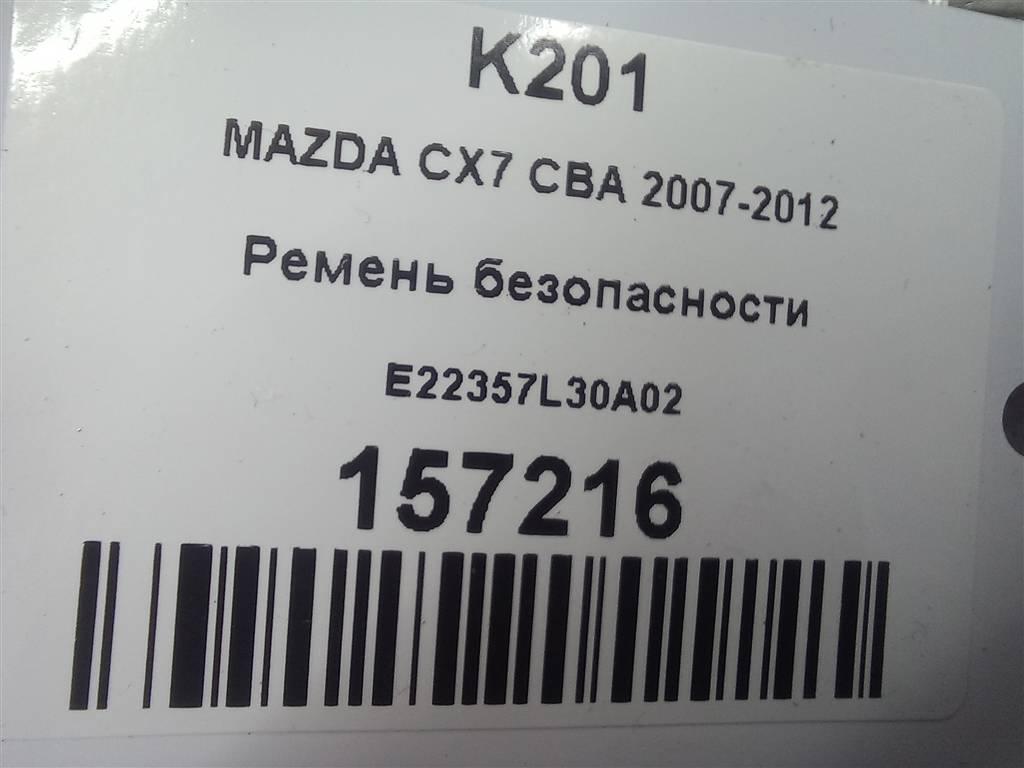 K201
MAZDA CX7 CBA 2007-2012
Ремень безопасности
E22357L30A02
157216